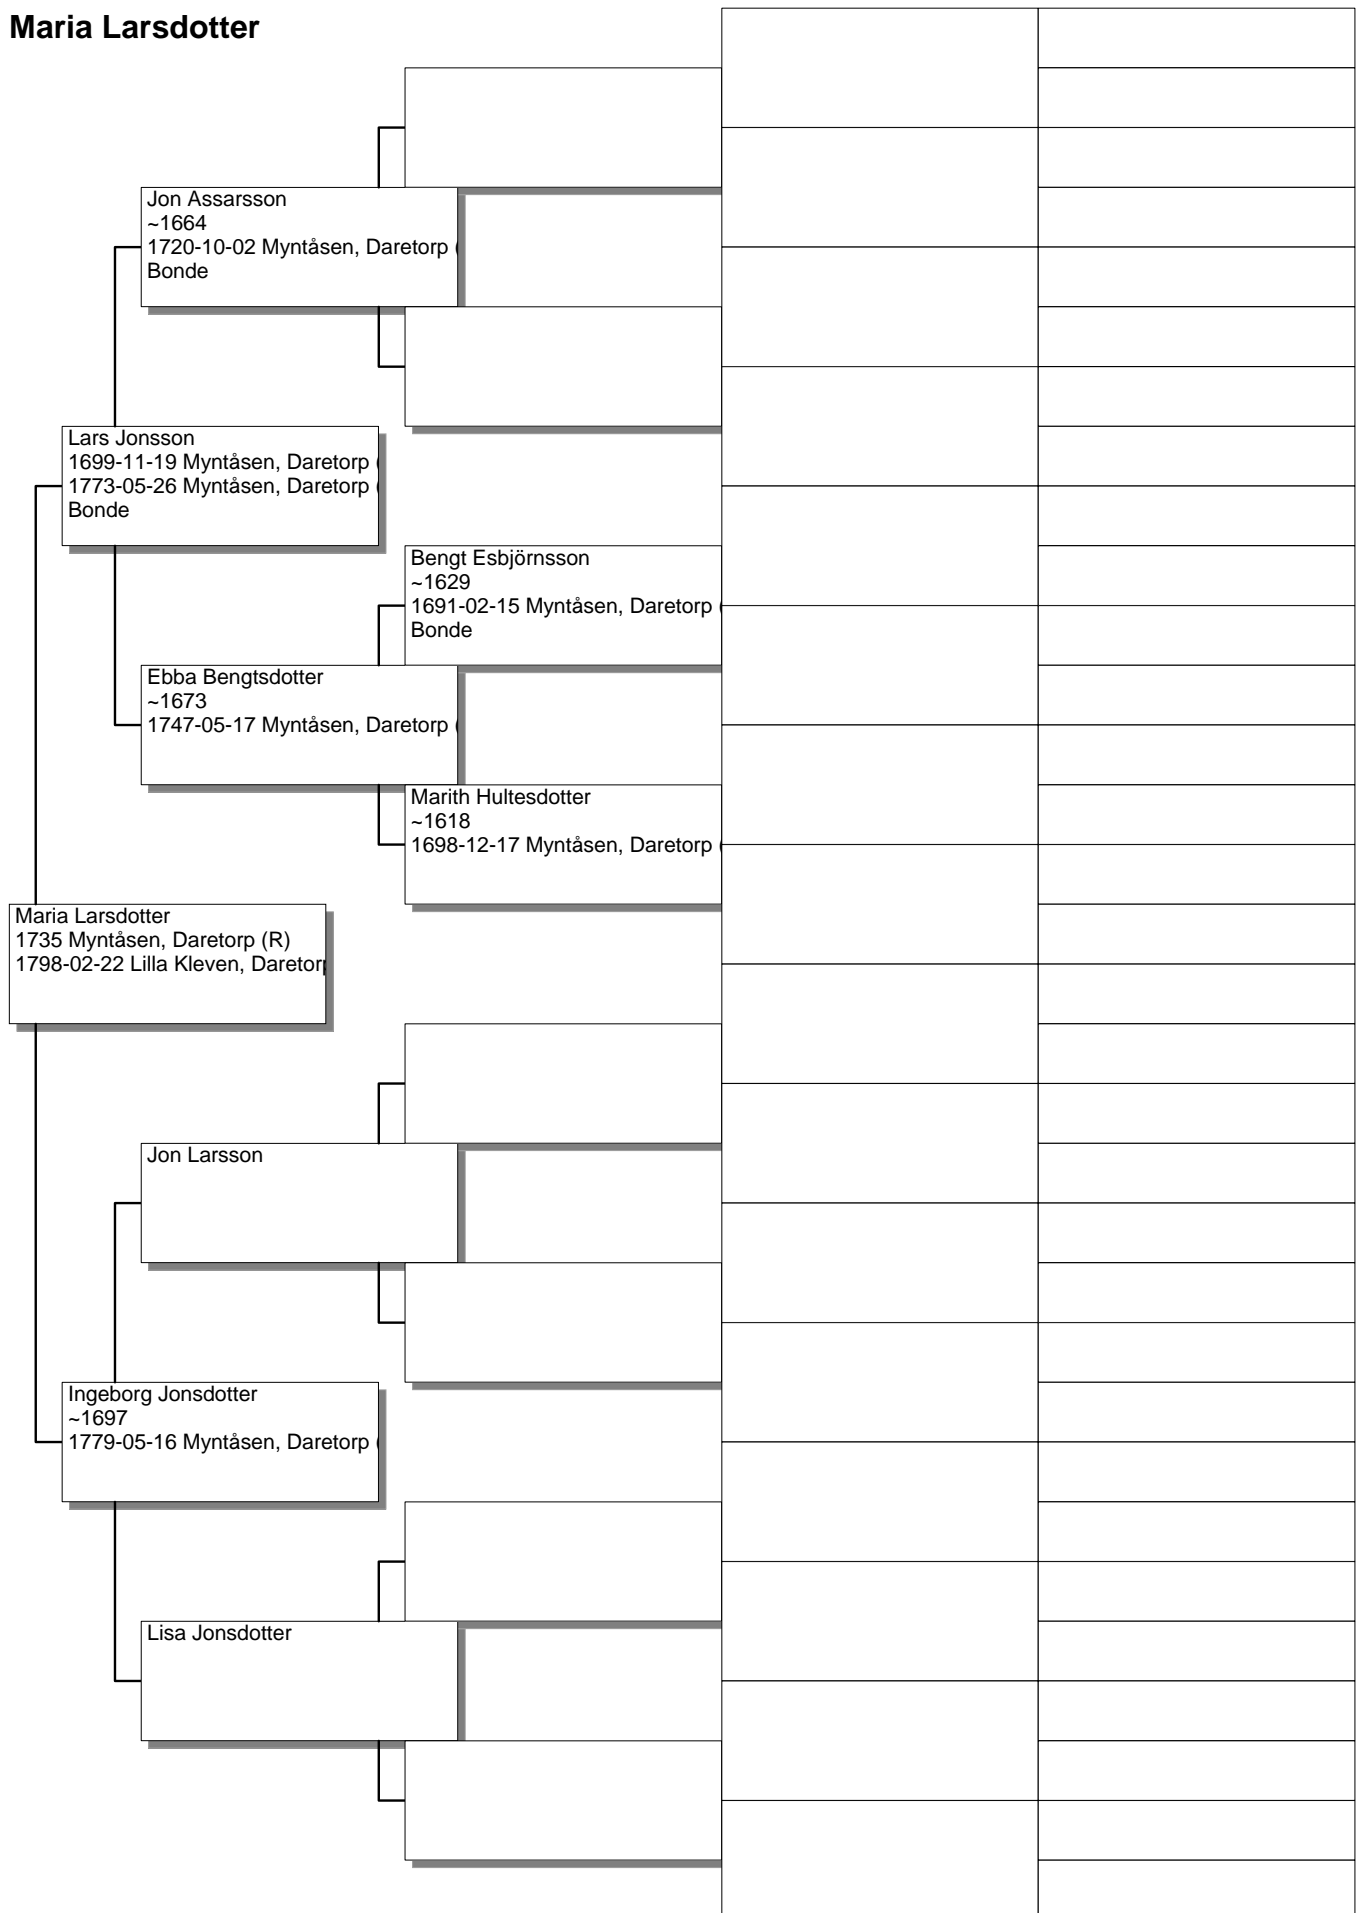 Maria Larsdotter
Jon Assarsson
~1664
1720-10-02 Myntåsen, Daretorp (
Bonde
Lars Jonsson
1699-11-19 Myntåsen, Daretorp (
1773-05-26 Myntåsen, Daretorp (
Bonde
Bengt Esbjörnsson
~1629
1691-02-15 Myntåsen, Daretorp (
Bonde
Ebba Bengtsdotter
~1673
1747-05-17 Myntåsen, Daretorp (
Marith Hultesdotter
~1618
1698-12-17 Myntåsen, Daretorp (
Maria Larsdotter
1735 Myntåsen, Daretorp (R)
1798-02-22 Lilla Kleven, Daretorp
Jon Larsson
Ingeborg Jonsdotter
~1697
1779-05-16 Myntåsen, Daretorp (
Lisa Jonsdotter